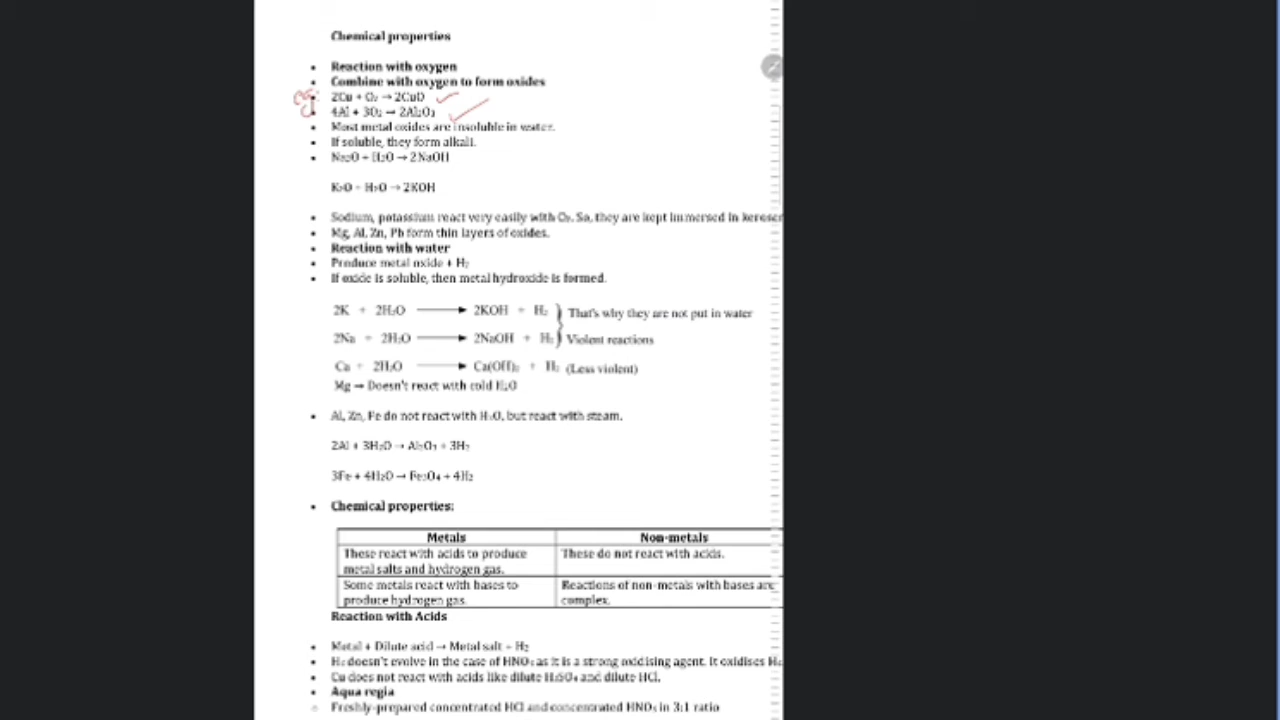 Chemical properties
• Reaction with oxygen
• Combine with oxygen to form oxides
eg: • 2Cu + O₂ → 2CuO
• 4Al + 3O₂ → 2Al₂O₃
• Most metal oxides are insoluble in water.
• If soluble, they form alkali.
• Na₂O + H₂O → 2NaOH
K₂O + H₂O → 2KOH
• Sodium, potassium react very easily with O₂. So, they are kept immersed in
• Mg, Al, Zn, Pb form thin layers of oxides.
• Reaction with water
• Produce metal oxide + H₂
• If oxide is soluble, then metal hydroxide is formed.
2K + 2H₂O → 2KOH + H₂ } That's why they are not put in water
2Na + 2H₂O → 2NaOH + H₂ } Violent reactions
Ca + 2H₂O → Ca(OH)₂ + H₂ (Less violent)
Mg → Doesn't react with cold H₂O
• Al, Zn, Fe do not react with H₂O, but react with steam.
2Al + 3H₂O → Al₂O₃ + 3H₂
3Fe + 4H₂O → Fe₃O₄ + 4H₂
• Chemical properties:
Metals Non-metals
These react with acids to produce These do not react with acids.
metal salts and hydrogen gas.
Some metals react with bases to Reactions of non-metals with bases are
produce hydrogen gas. complex.
Reaction with Acids
• Metal + Dilute acid → Metal salt + H₂
• H₂ doesn't evolve in the case of HNO₃ as it is a strong oxidising agent. It oxidises
• Cu does not react with acids like dilute H₂SO₄ and dilute HCl.
• Aqua regia
○ Freshly-prepared concentrated HCl and concentrated HNO₃ in 3:1 ratio